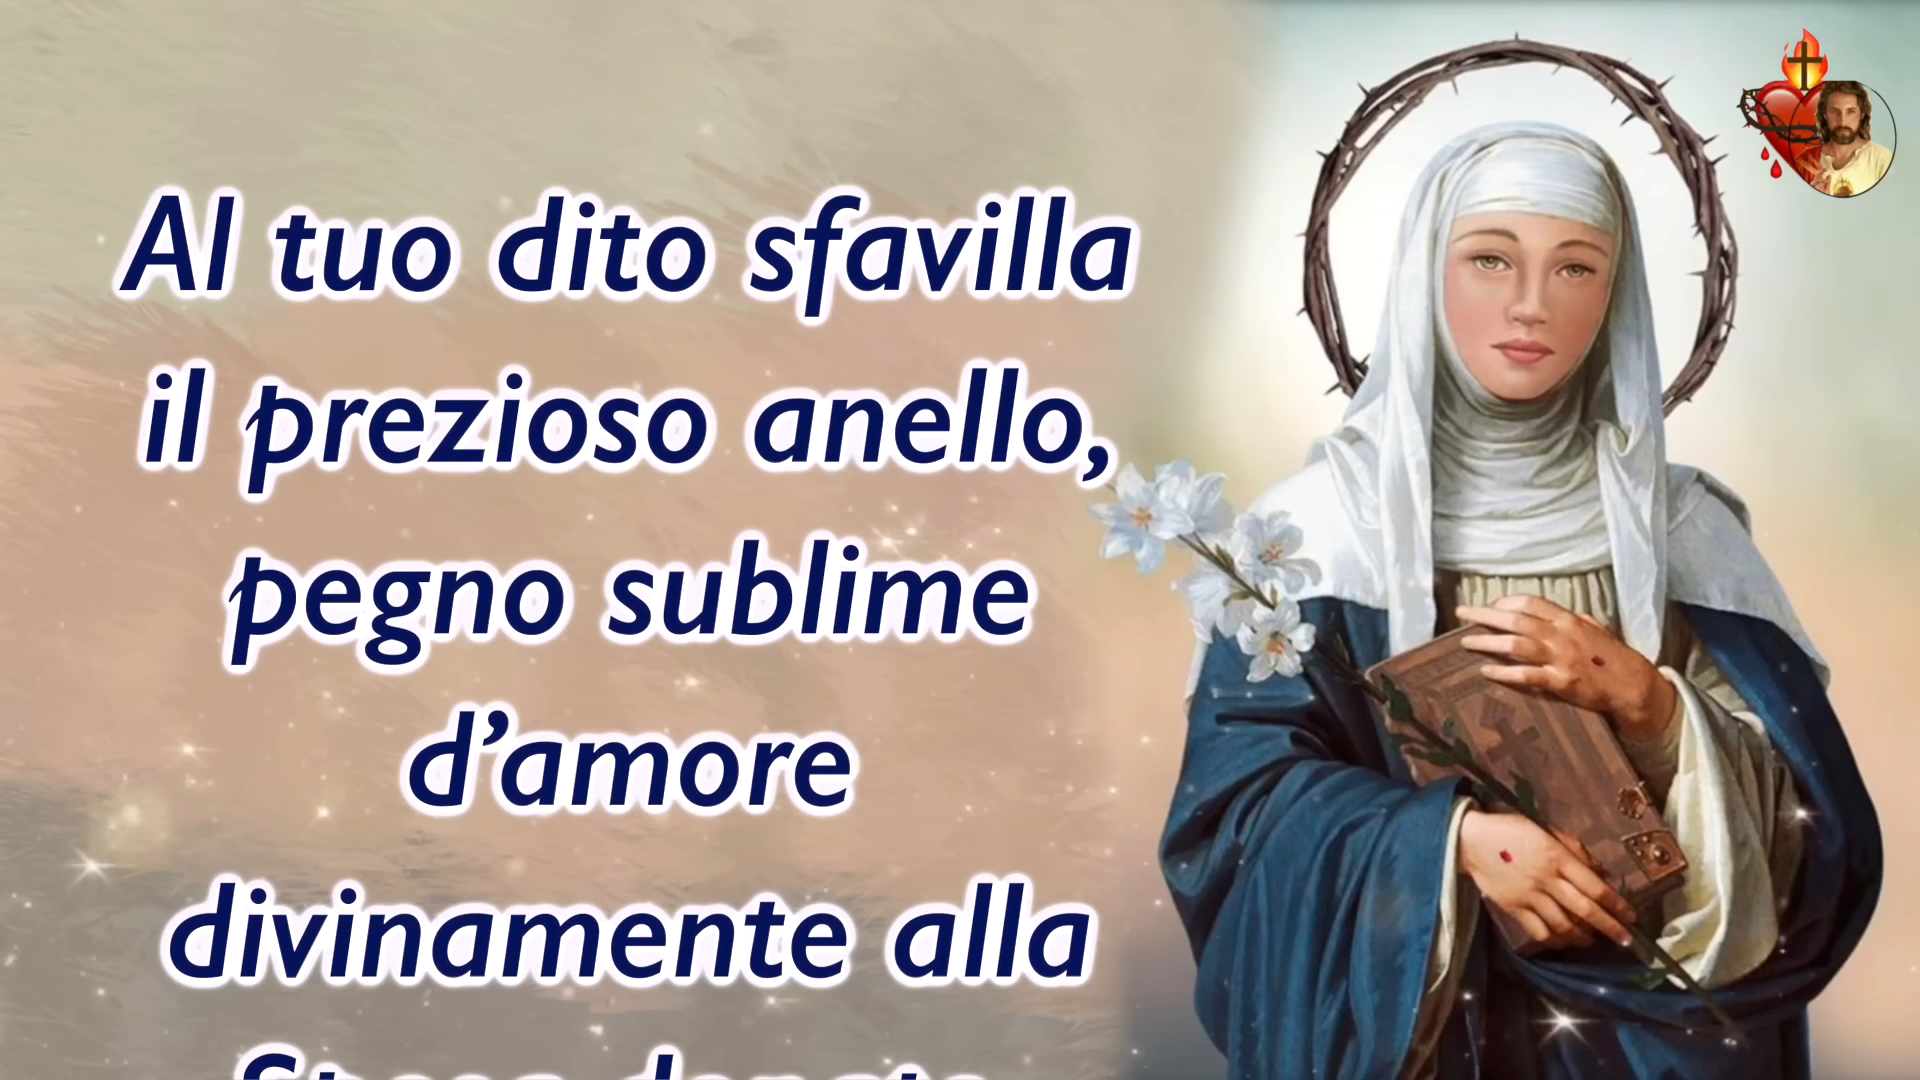 Al tuo dito sfavilla
il prezioso anello,
pegno sublime
d’amore
divinamente alla